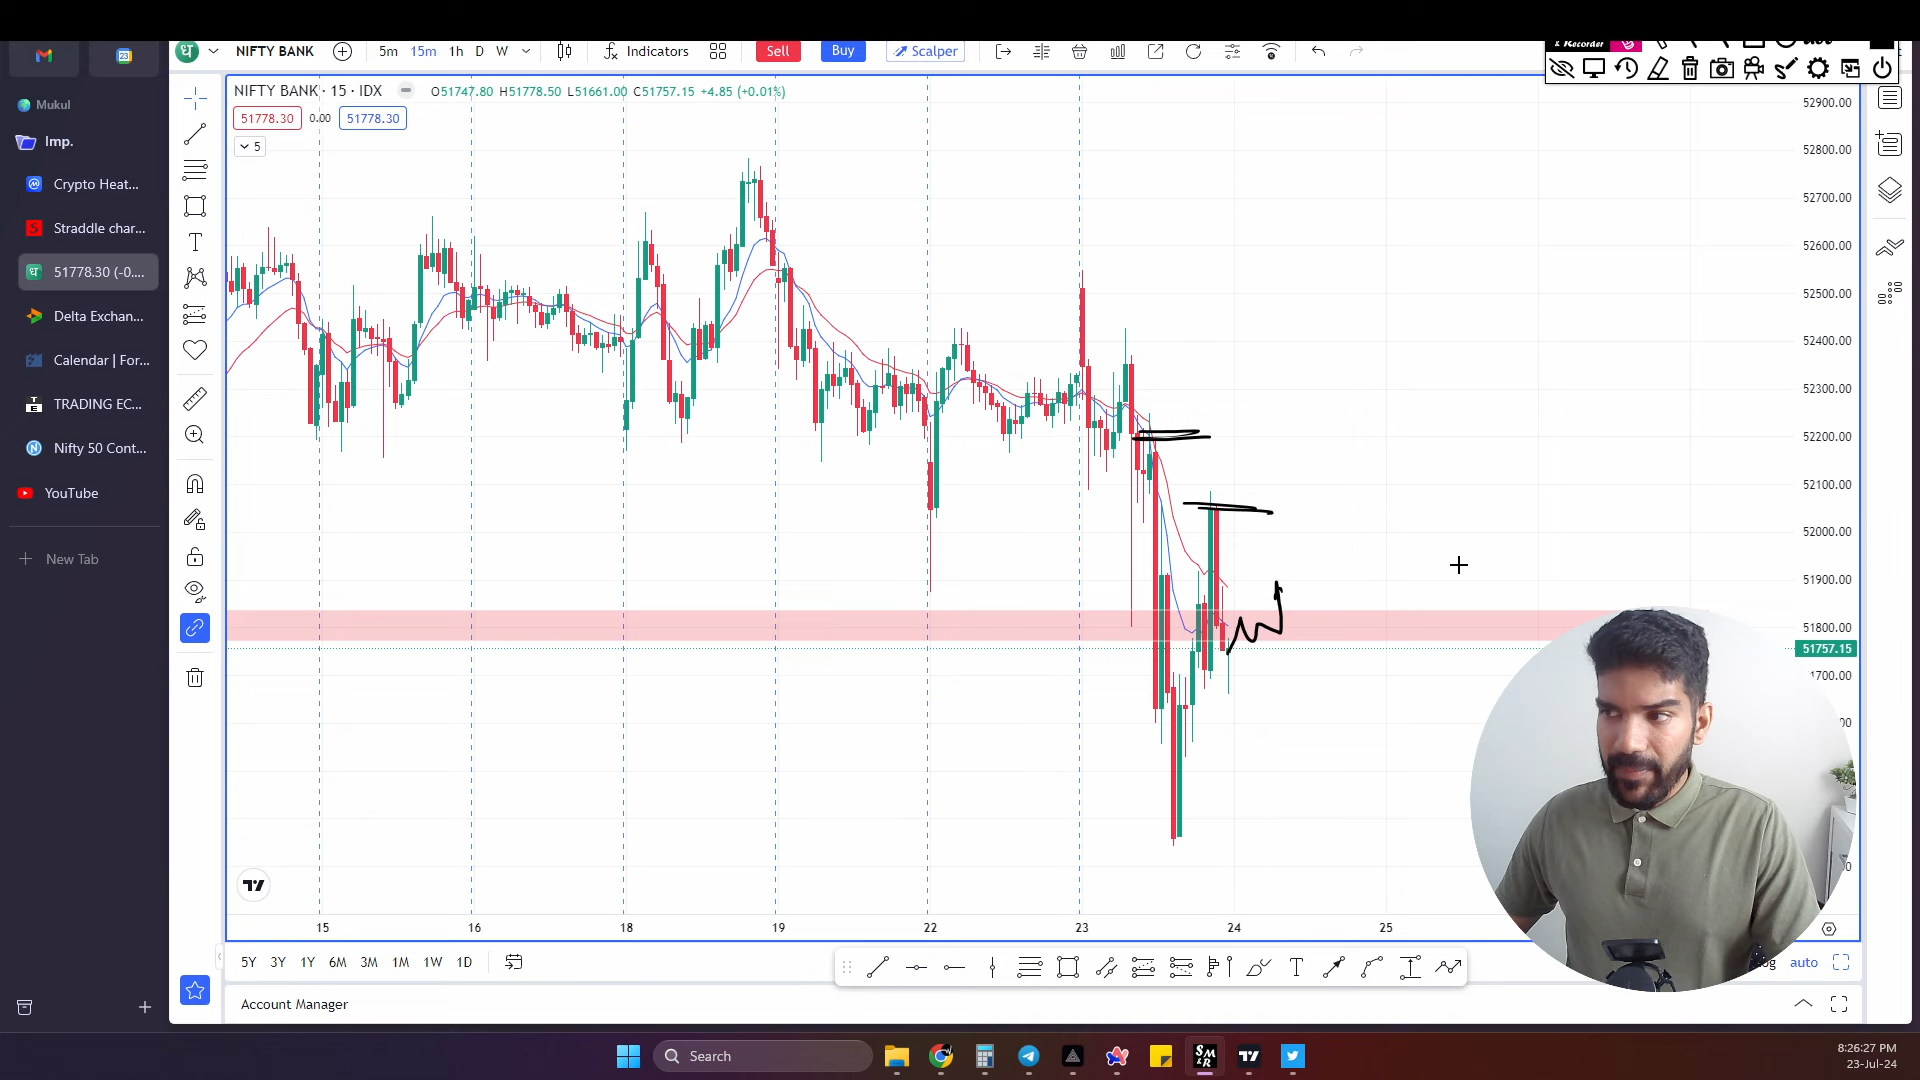 Mukul
Imp.
Crypto Heat...
Straddle char...
51778.30 (-0....
Delta Exchan...
Calendar | For...
TRADING EC...
Nifty 50 Cont...
YouTube
New Tab
NIFTY BANK
5m 15m 1h D W
Indicators
Sell
Buy
Scalper
Recorder
NIFTY BANK · 15 · IDX O51747.80 H51778.50 L51661.00 C51757.15 +4.85 (+0.01%)
51778.30 0.00 51778.30
5
52900.00
52800.00
52700.00
52600.00
52500.00
52400.00
52300.00
52200.00
52100.00
52000.00
51900.00
51800.00
51757.15
1700.00
15 16 18 19 22 23 24 25
5Y 3Y 1Y 6M 3M 1M 1W 1D
auto
Account Manager
Search
8:26:27 PM
23-Jul-24